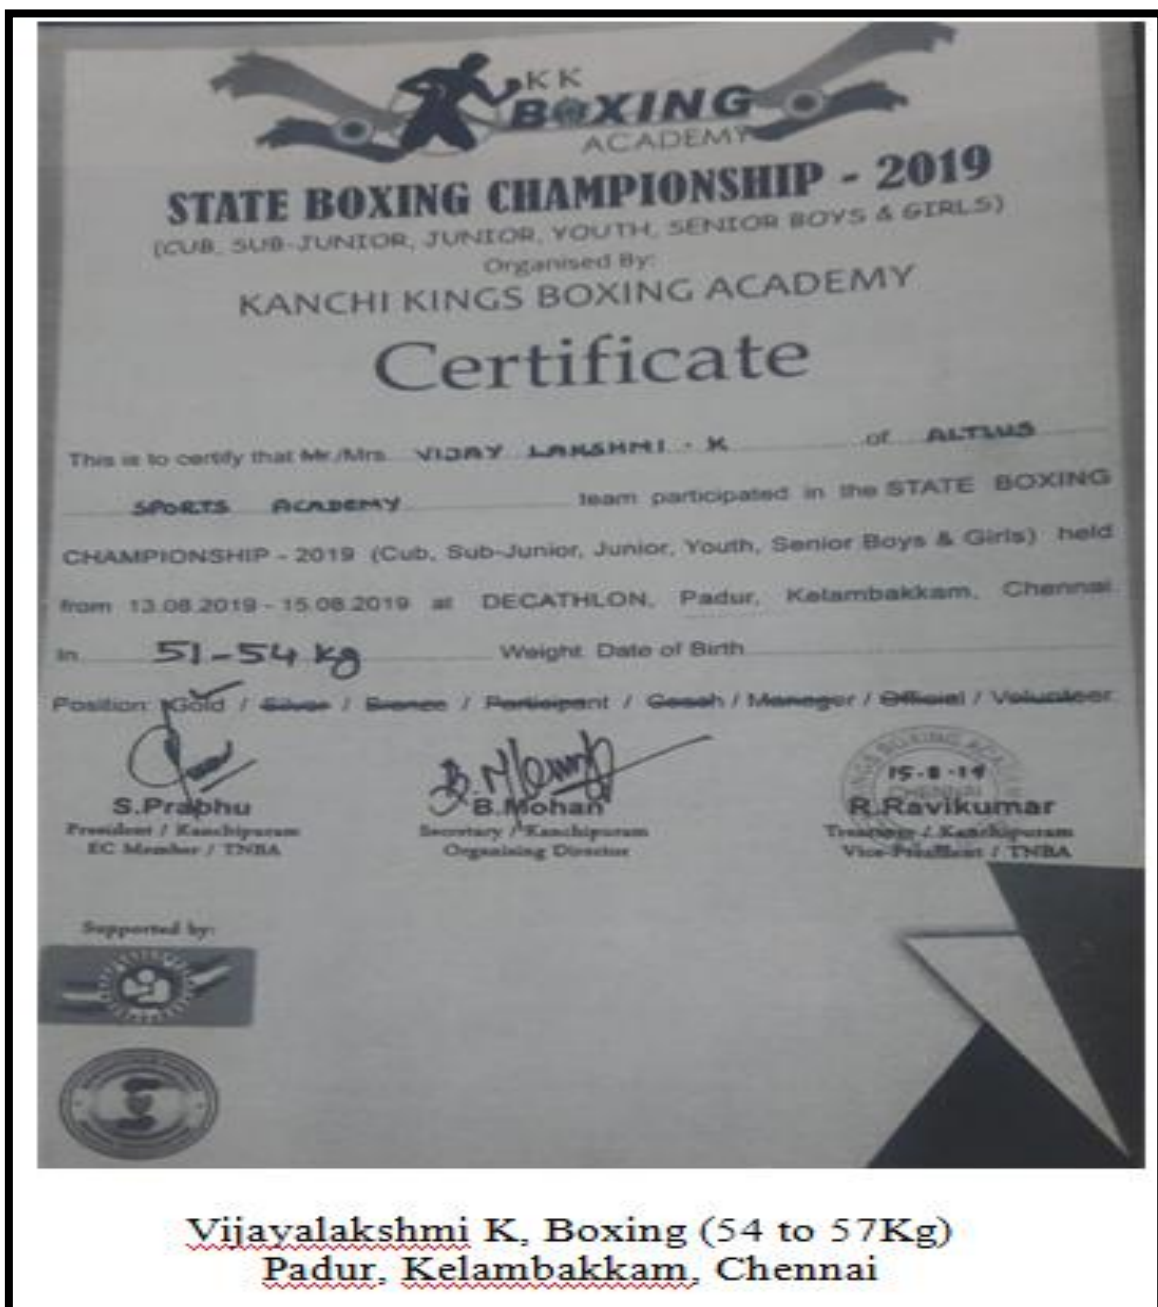 KK
BOXING
ACADEMY
STATE BOXING CHAMPIONSHIP - 2019
(CUB, SUB-JUNIOR, JUNIOR, YOUTH, SENIOR BOYS & GIRLS)
Organised By:
KANCHI KINGS BOXING ACADEMY
Certificate
This is to certify that Mr./Mrs. VIJAY LAKSHMI - K of ALTIUS
SPORTS ACADEMY team participated in the STATE BOXING
CHAMPIONSHIP - 2019 (Cub, Sub-Junior, Junior, Youth, Senior Boys & Girls) held
from 13.08.2019 - 15.08.2019 at DECATHLON, Padur, Kelambakkam, Chennai.
In 51-54 kg Weight Date of Birth
Position: Gold / Silver / Bronze / Participant / Coach / Manager / Official / Volunteer.
15-8-19
CHENNAI
S.Prabhu B.Mohan R.Ravikumar
President / Kanchipuram Secretary / Kanchipuram Treasurer / Kanchipuram
EC Member / TNBA Organising Director Vice-President / TNBA
Supported by:
Vijayalakshmi K, Boxing (54 to 57Kg)
Padur, Kelambakkam, Chennai